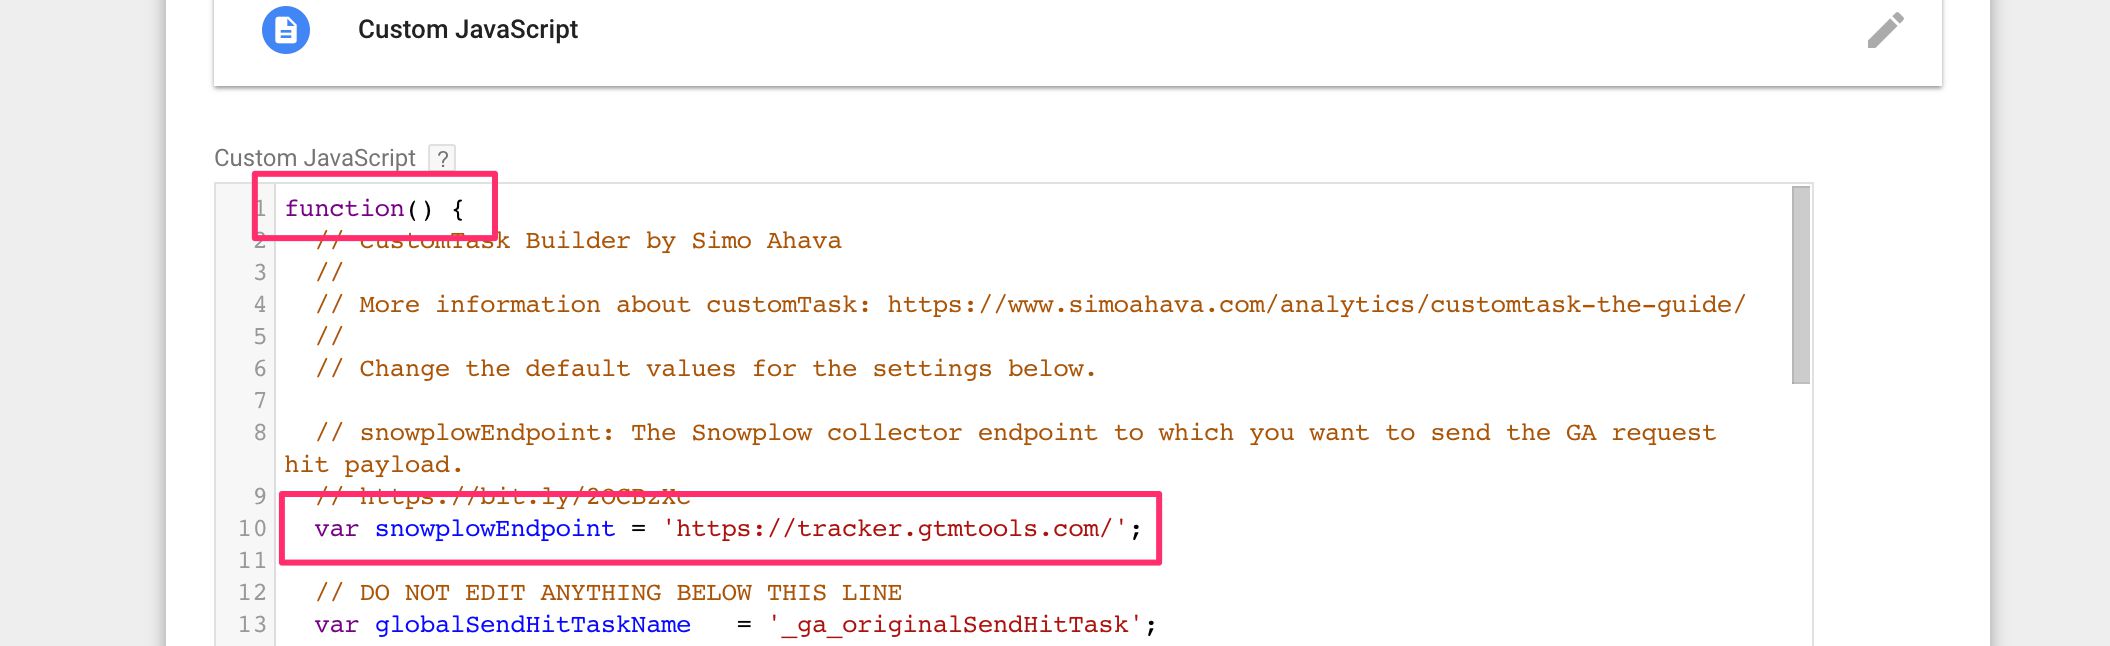 Custom JavaScript
Custom JavaScript ?
1 function() {
2 // customTask Builder by Simo Ahava
3 //
4 // More information about customTask: https://www.simoahava.com/analytics/customtask-the-guide/
5 //
6 // Change the default values for the settings below.
7
8 // snowplowEndpoint: The Snowplow collector endpoint to which you want to send the GA request
hit payload.
9 // https://bit.ly/2OCBzXc
10 var snowplowEndpoint = 'https://tracker.gtmtools.com/';
11
12 // DO NOT EDIT ANYTHING BELOW THIS LINE
13 var globalSendHitTaskName = '_ga_originalSendHitTask';